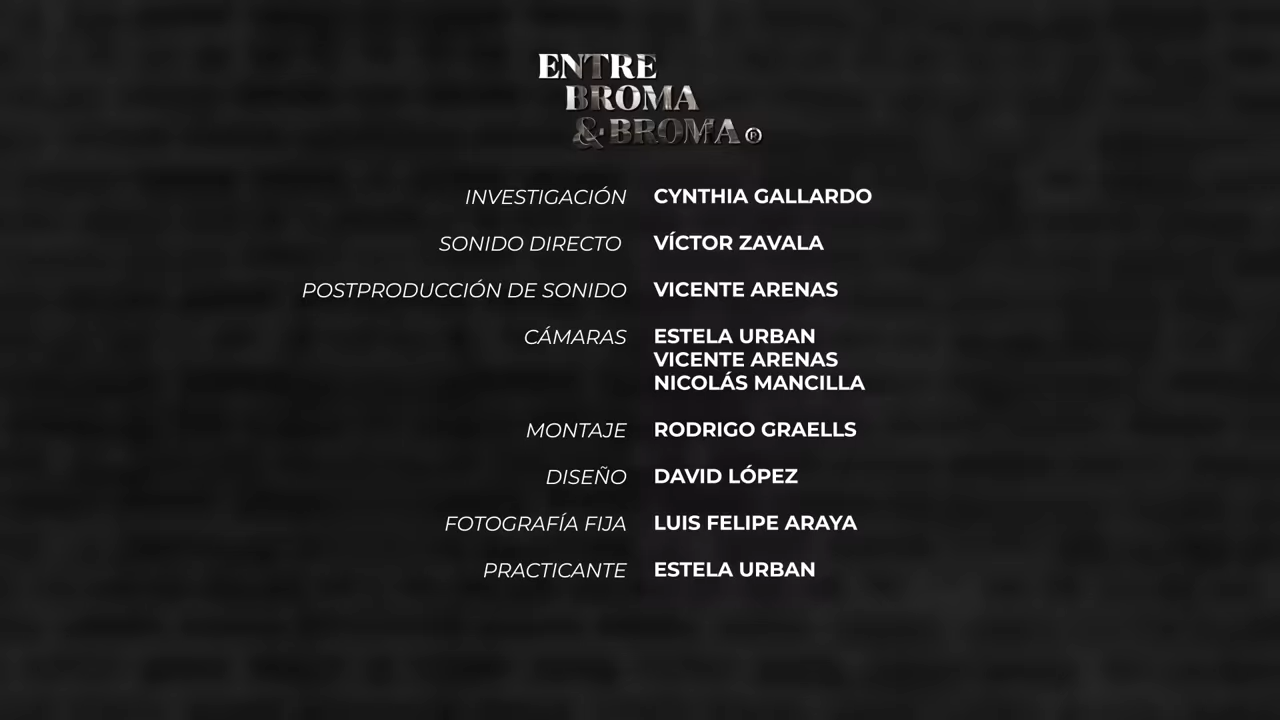 ENTRE
BROMA
& BROMA ℗
INVESTIGACIÓN CYNTHIA GALLARDO
SONIDO DIRECTO VÍCTOR ZAVALA
POSTPRODUCCIÓN DE SONIDO VICENTE ARENAS
CÁMARAS ESTELA URBAN
VICENTE ARENAS
NICOLÁS MANCILLA
MONTAJE RODRIGO GRAELLS
DISEÑO DAVID LÓPEZ
FOTOGRAFÍA FIJA LUIS FELIPE ARAYA
PRACTICANTE ESTELA URBAN